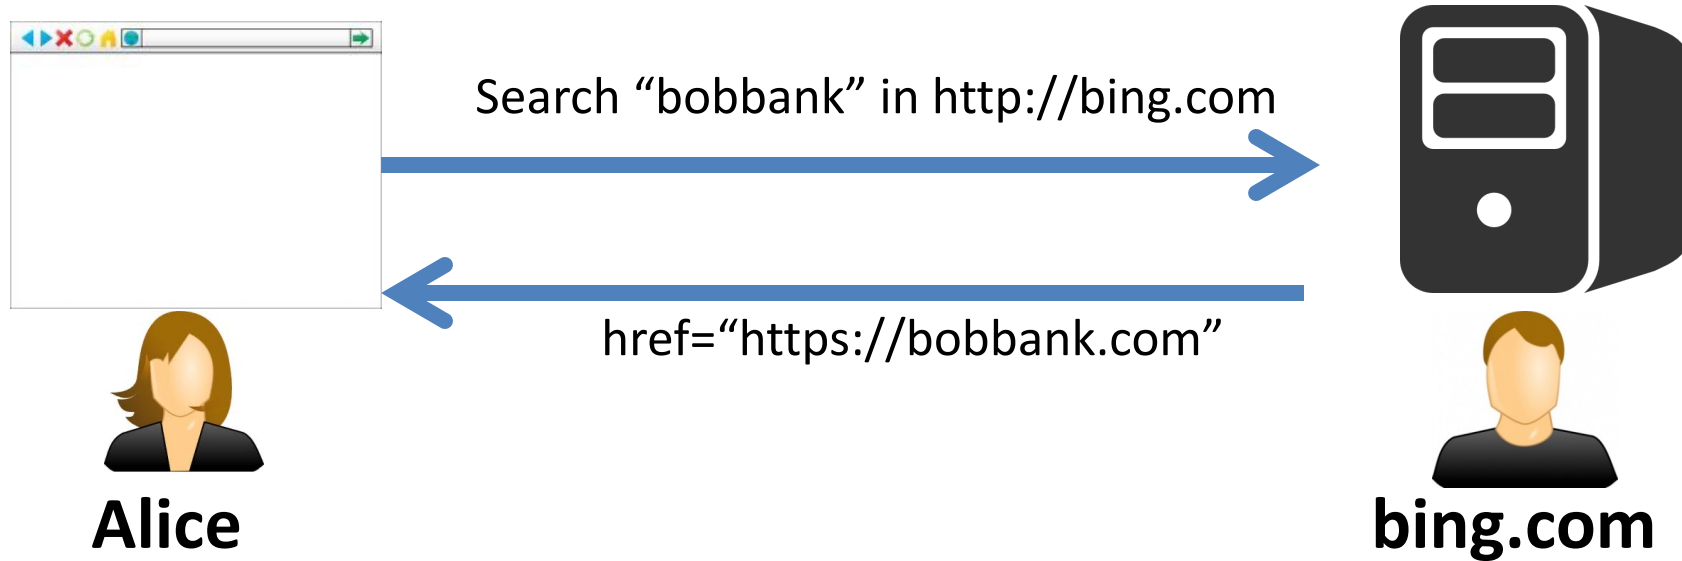 Search “bobbank” in http://bing.com
href=“https://bobbank.com”
Alice
bing.com